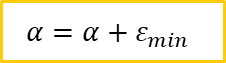 α = α + ε_min